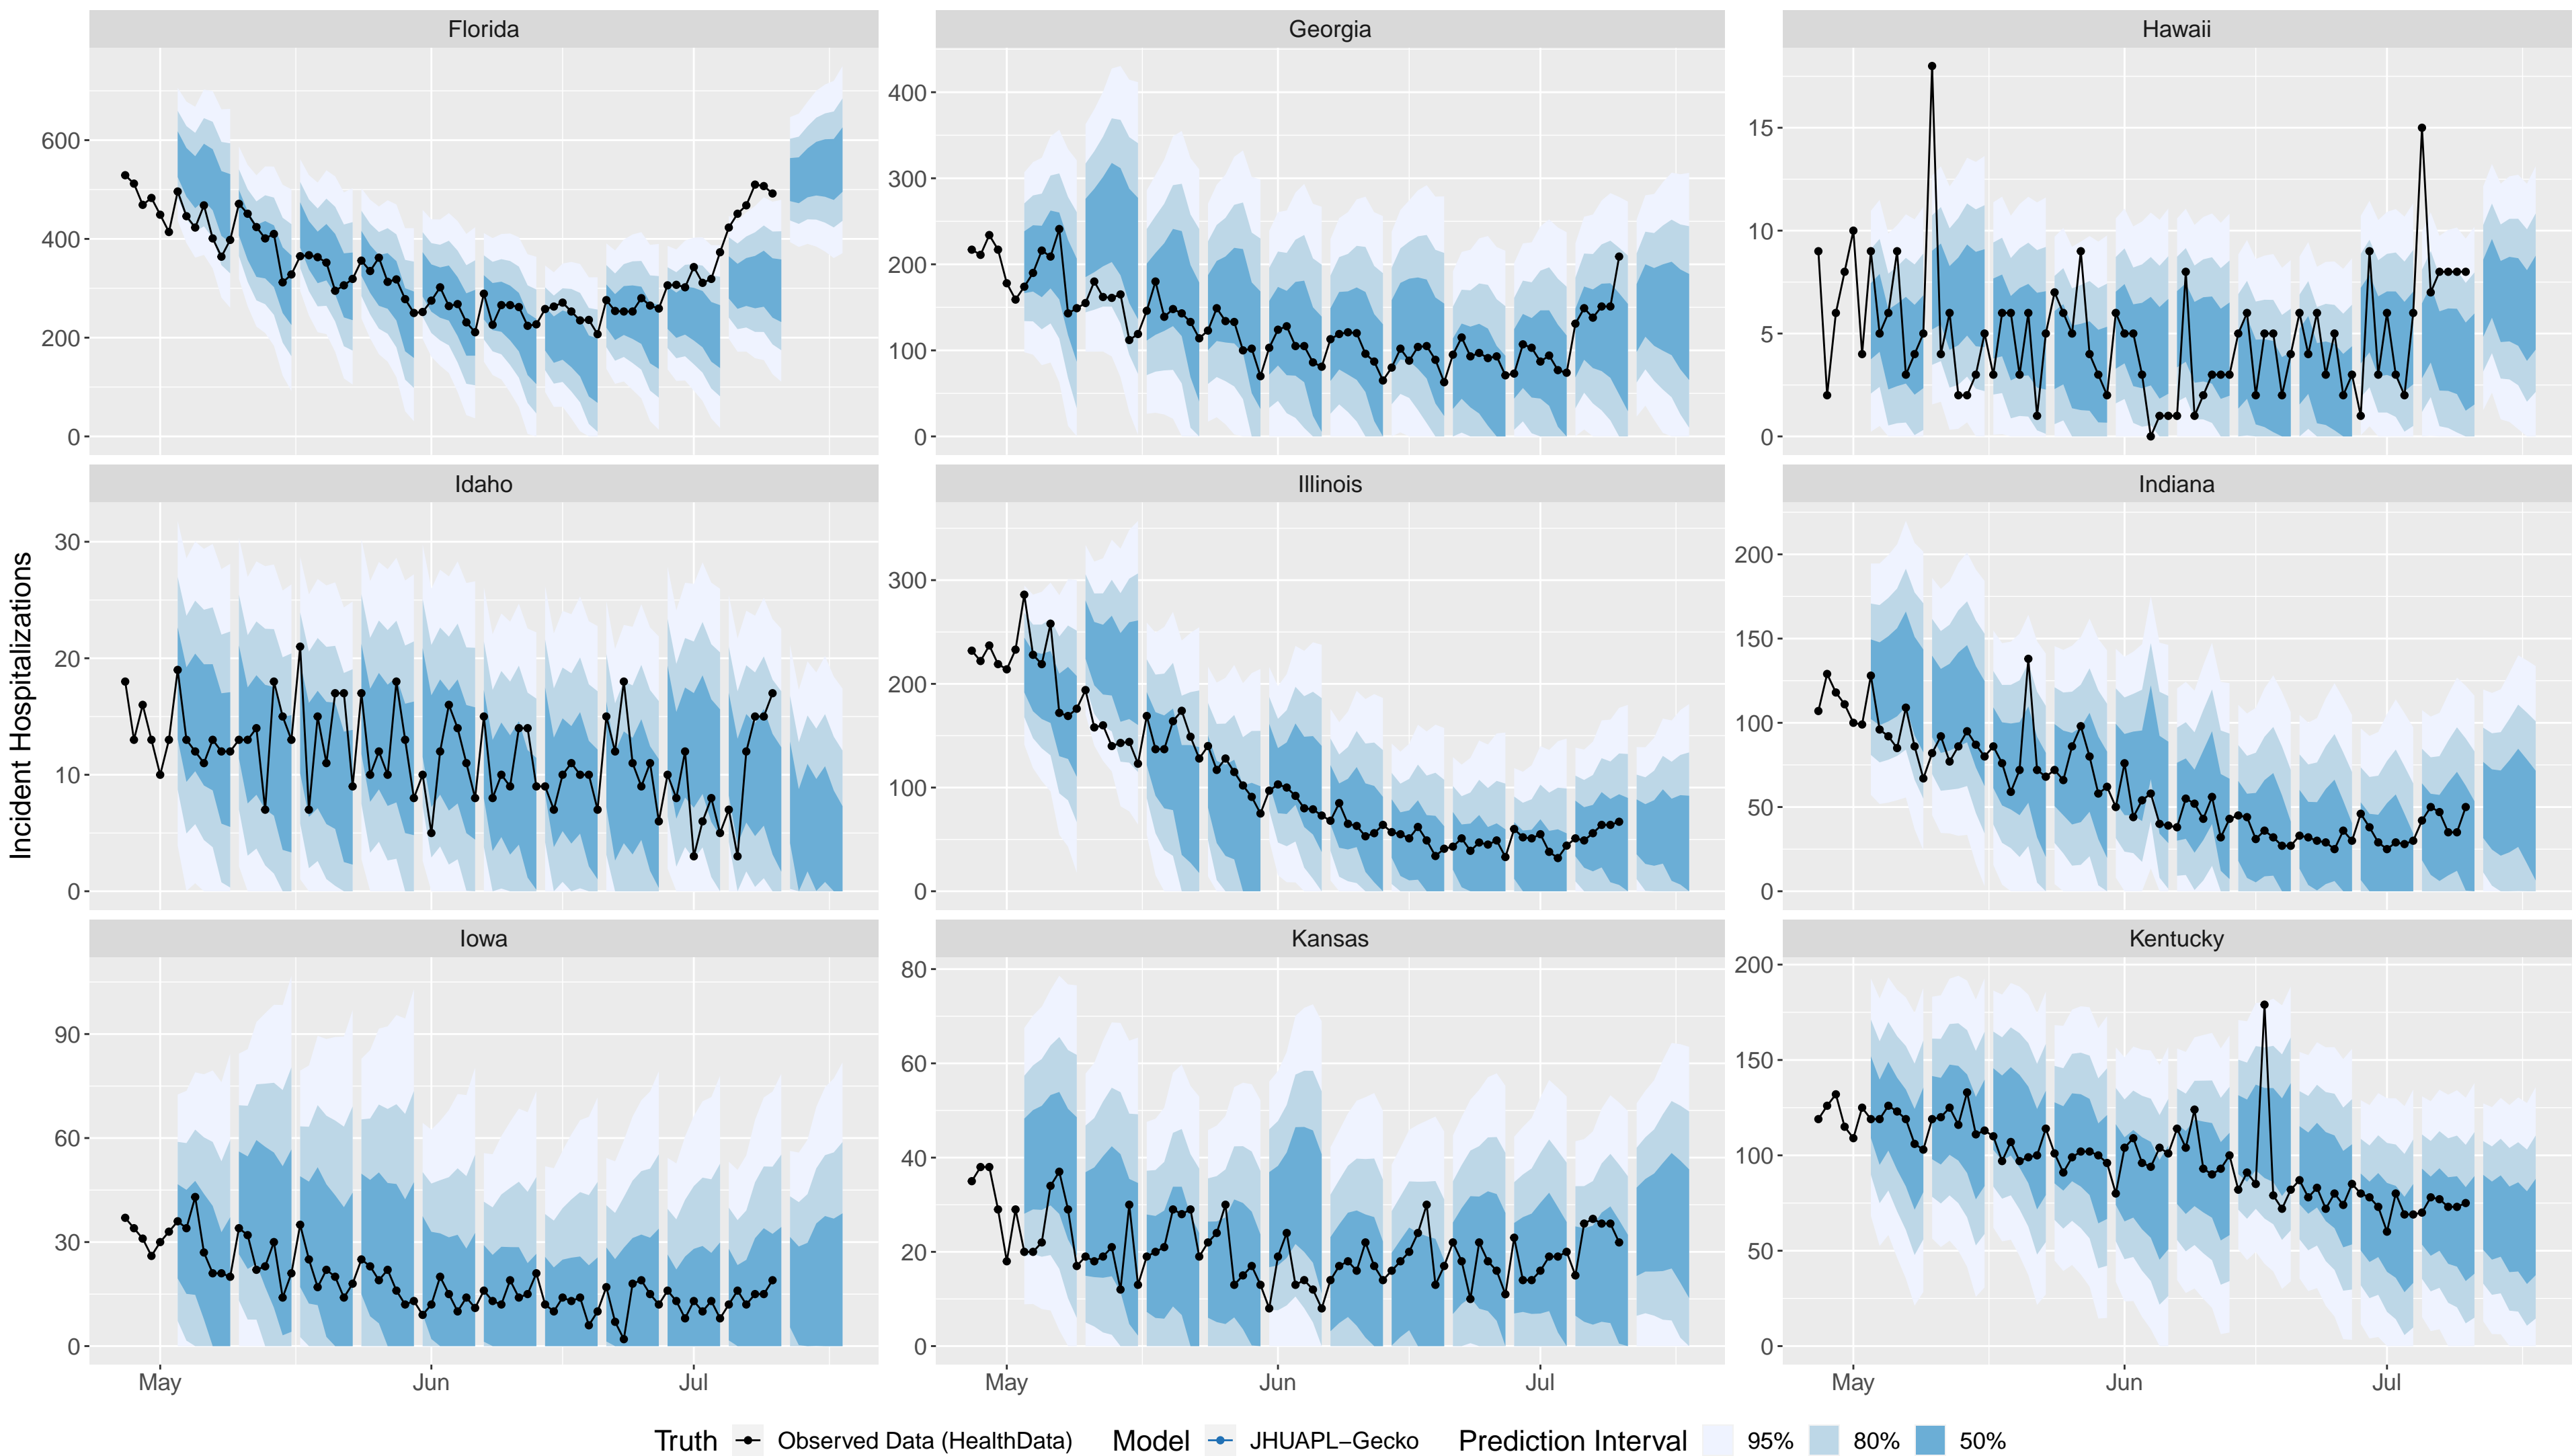 Florida
Georgia
Hawaii
600
400
200
0
400
300
200
100
0
15
10
5
0
Idaho
Illinois
Indiana
30
20
10
0
300
200
100
0
200
150
100
50
0
Iowa
Kansas
Kentucky
90
60
30
0
80
60
40
20
0
200
150
100
50
0
May Jun Jul
May Jun Jul
May Jun Jul
Incident Hospitalizations
Truth Observed Data (HealthData) Model JHUAPL−Gecko Prediction Interval 95% 80% 50%